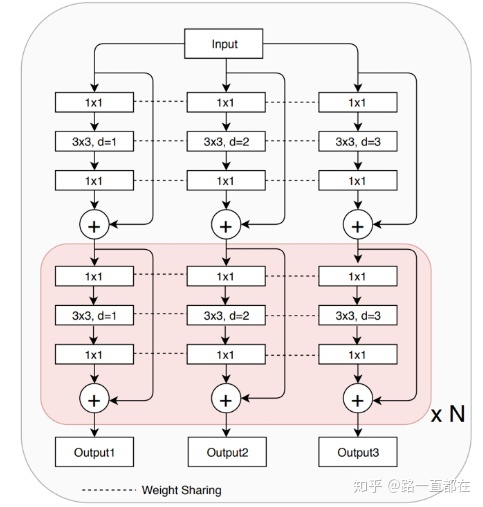 Input
1x1 1x1 1x1
3x3, d=1 3x3, d=2 3x3, d=3
1x1 1x1 1x1
+ + +
1x1 1x1 1x1
3x3, d=1 3x3, d=2 3x3, d=3
1x1 1x1 1x1
+ + +
x N
Output1 Output2 Output3
Weight Sharing
知乎 @路一直都在